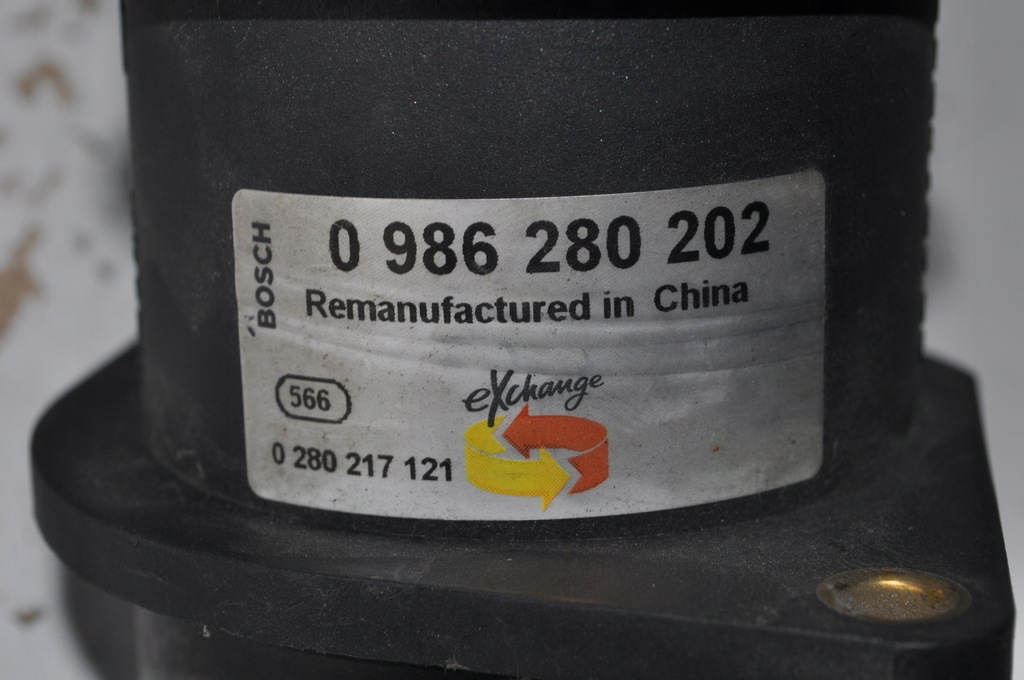 BOSCH
0 986 280 202
Remanufactured in China
566
eXchange
0 280 217 121